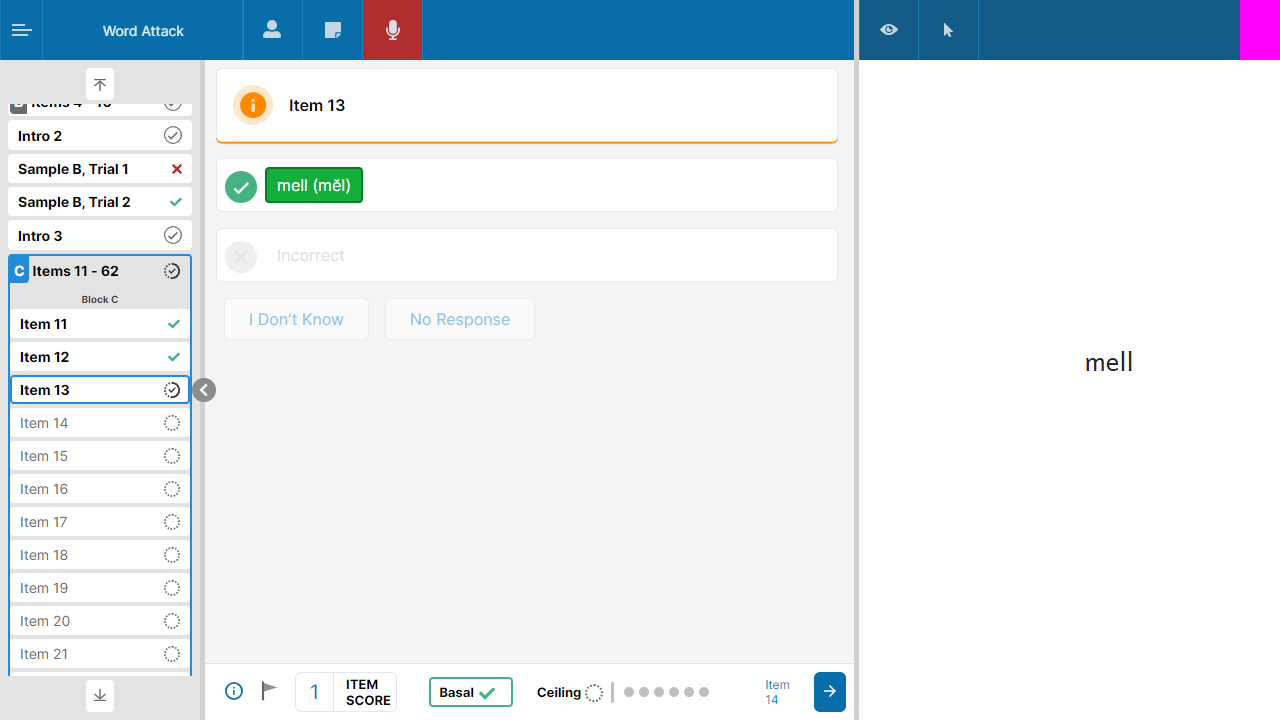 Word Attack
Items 4 - 10
Intro 2
Sample B, Trial 1
Sample B, Trial 2
Intro 3
C Items 11 - 62
Block C
Item 11
Item 12
Item 13
Item 14
Item 15
Item 16
Item 17
Item 18
Item 19
Item 20
Item 21
Item 13
mell (mĕl)
Incorrect
I Don't Know
No Response
1 ITEM
SCORE
Basal
Ceiling
Item
14
mell